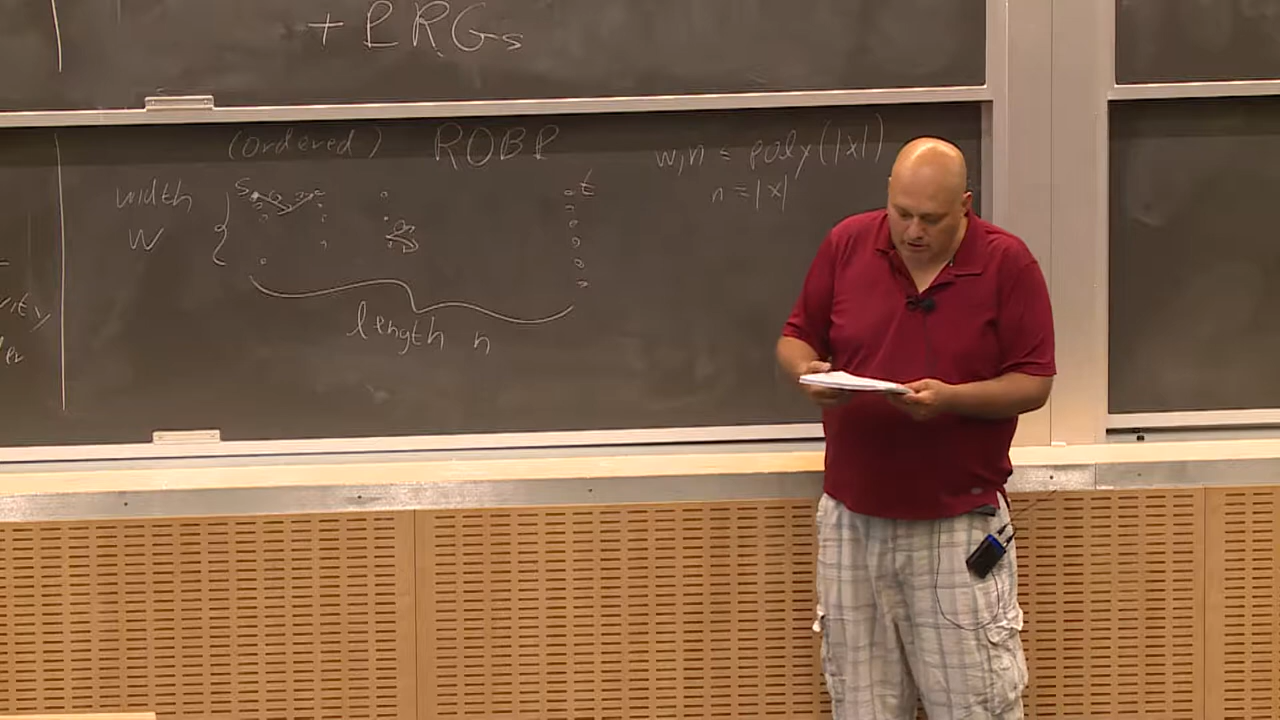 + PRGs
(ordered) ROBP
w, n = poly(|x|)
n = |x|
width
W
S
t
length n